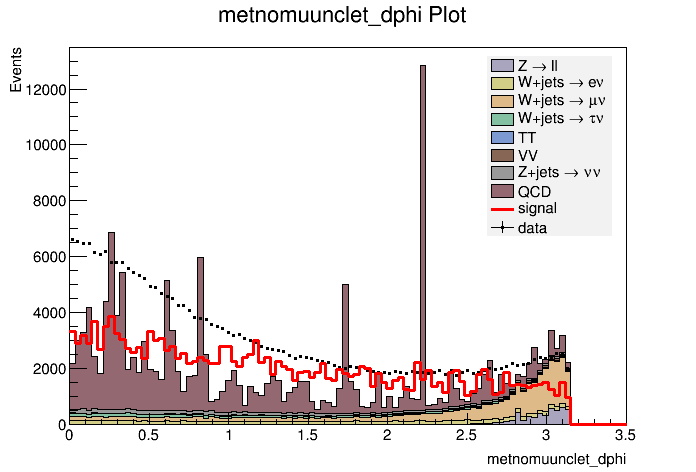 metnomuunclet_dphi Plot
Events
12000
10000
8000
6000
4000
2000
0
Z → ll
W+jets → eν
W+jets → μν
W+jets → τν
TT
VV
Z+jets → νν
QCD
signal
data
0 0.5 1 1.5 2 2.5 3 3.5
metnomuunclet_dphi